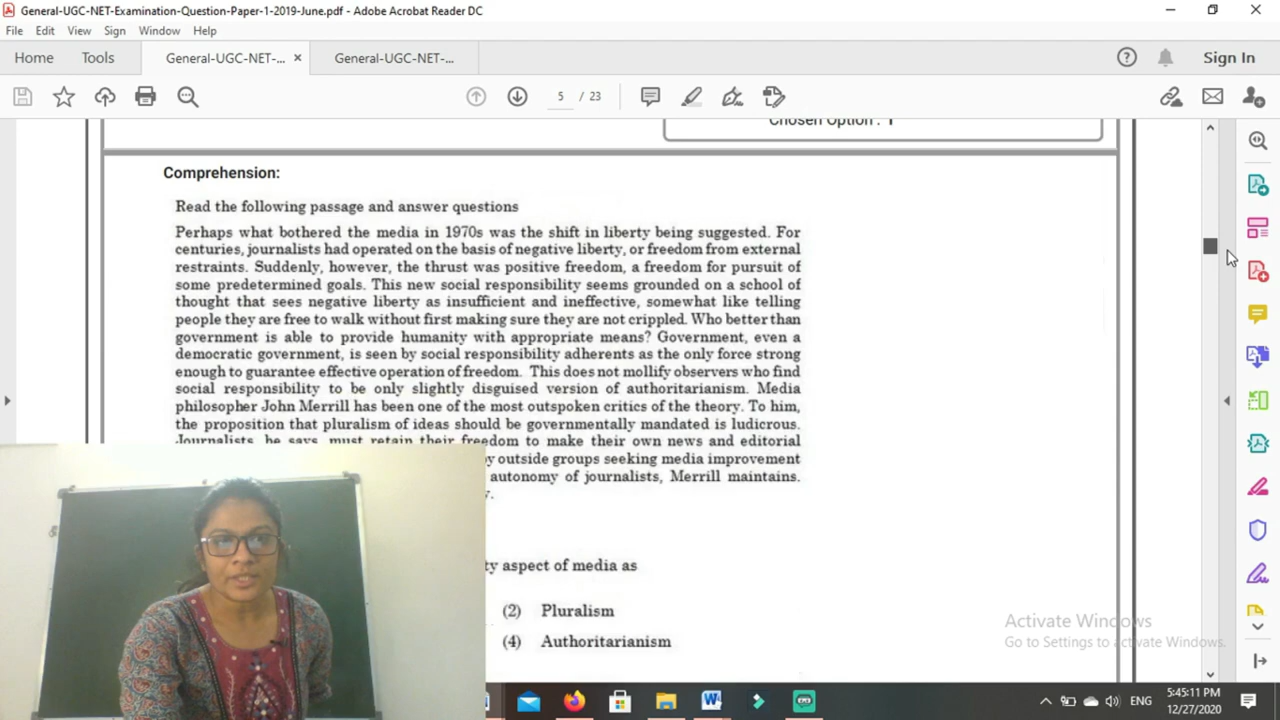 General-UGC-NET-Examination-Question-Paper-1-2019-June.pdf - Adobe Acrobat Reader DC
File Edit View Sign Window Help
Home Tools General-UGC-NET-... × General-UGC-NET-... Sign In
5 / 23
Chosen Option : 1
Comprehension:
Read the following passage and answer questions
Perhaps what bothered the media in 1970s was the shift in liberty being suggested. For
centuries, journalists had operated on the basis of negative liberty, or freedom from external
restraints. Suddenly, however, the thrust was positive freedom, a freedom for pursuit of
some predetermined goals. This new social responsibility seems grounded on a school of
thought that sees negative liberty as insufficient and ineffective, somewhat like telling
people they are free to walk without first making sure they are not crippled. Who better than
government is able to provide humanity with appropriate means? Government, even a
democratic government, is seen by social responsibility adherents as the only force strong
enough to guarantee effective operation of freedom. This does not mollify observers who find
social responsibility to be only slightly disguised version of authoritarianism. Media
philosopher John Merrill has been one of the most outspoken critics of the theory. To him,
the proposition that pluralism of ideas should be governmentally mandated is ludicrous.
Journalists, he says, must retain their freedom to make their own news and editorial
by outside groups seeking media improvement
autonomy of journalists, Merrill maintains.
y.
ty aspect of media as
(2) Pluralism
(4) Authoritarianism
Activate Windows
Go to Settings to activate Windows.
ENG
5:45:11 PM
12/27/2020